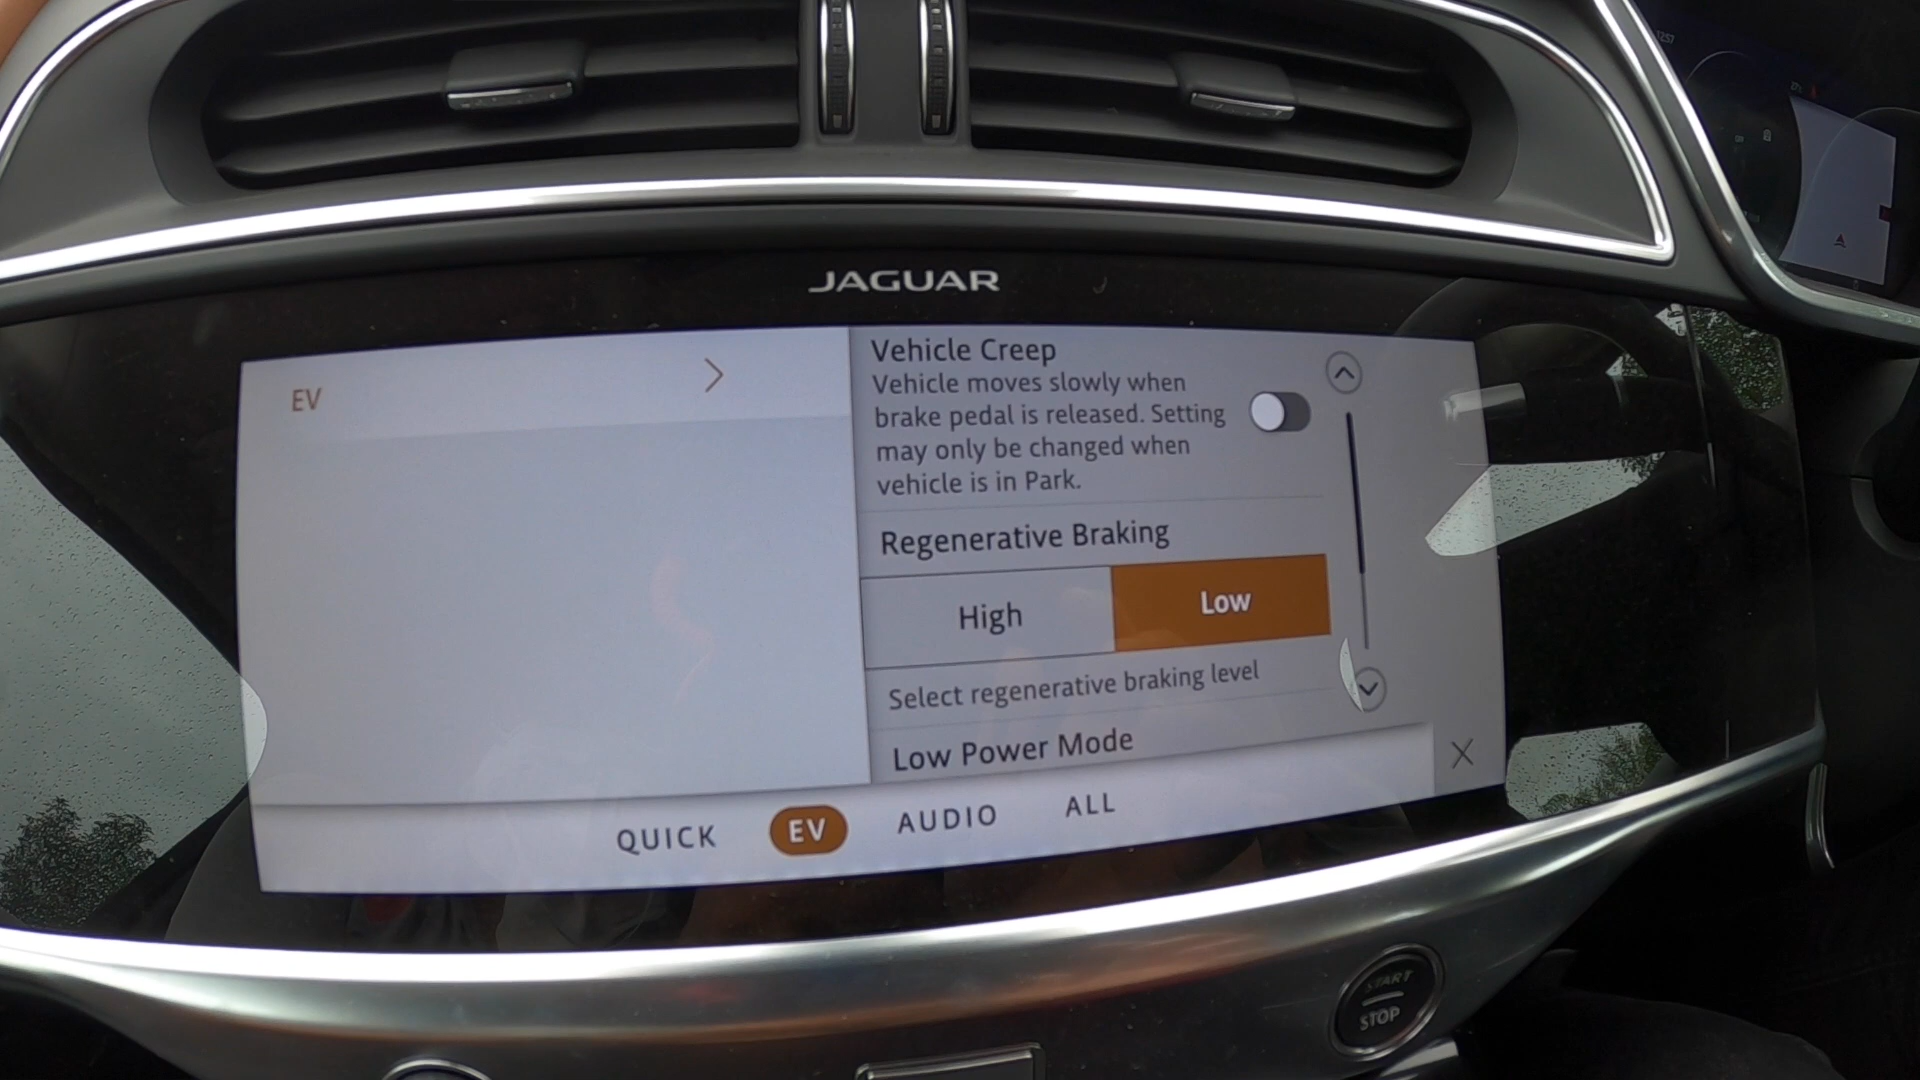 JAGUAR
EV
Vehicle Creep
Vehicle moves slowly when
brake pedal is released. Setting
may only be changed when
vehicle is in Park.
Regenerative Braking
High
Low
Select regenerative braking level
Low Power Mode
QUICK
EV
AUDIO
ALL
START
STOP